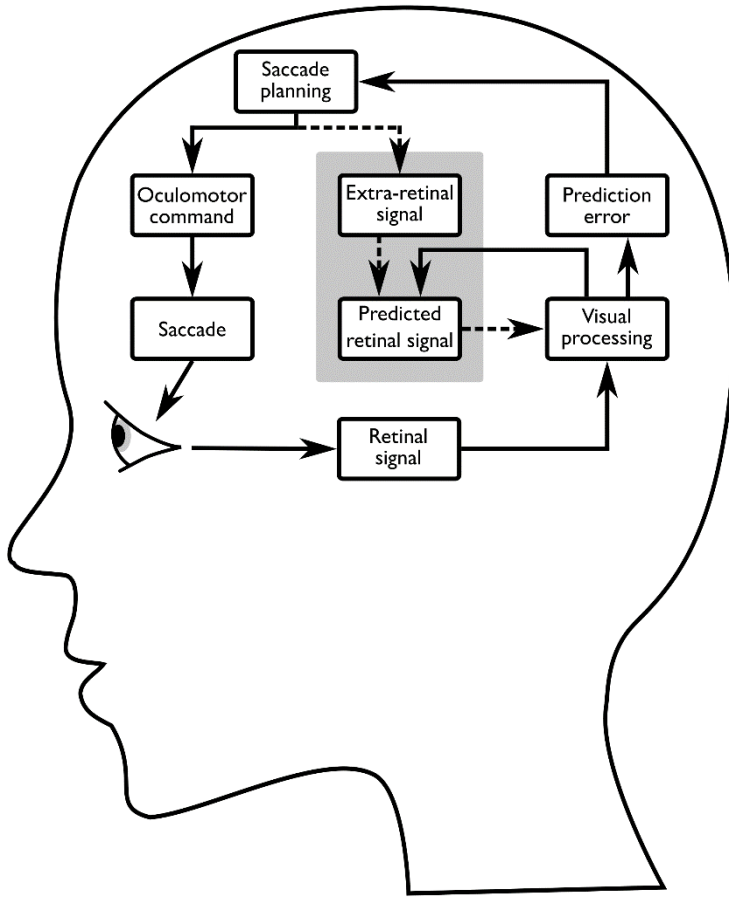 Saccade
planning
Oculomotor
command
Extra-retinal
signal
Prediction
error
Saccade
Predicted
retinal signal
Visual
processing
Retinal
signal